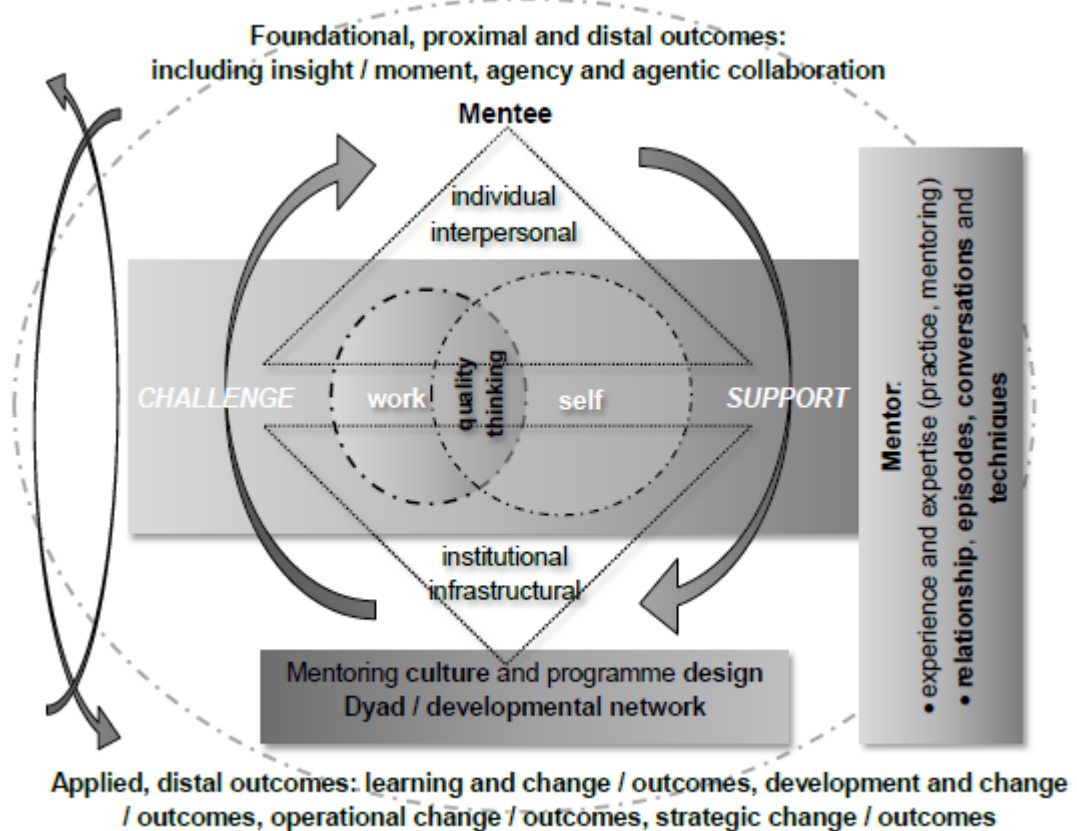 Foundational, proximal and distal outcomes:
including insight / moment, agency and agentic collaboration
Mentee
individual
interpersonal
CHALLENGE
work
quality
thinking
self
SUPPORT
institutional
infrastructural
Mentoring culture and programme design
Dyad / developmental network
Mentor:
• experience and expertise (practice, mentoring)
• relationship, episodes, conversations and
techniques
Applied, distal outcomes: learning and change / outcomes, development and change
/ outcomes, operational change / outcomes, strategic change / outcomes